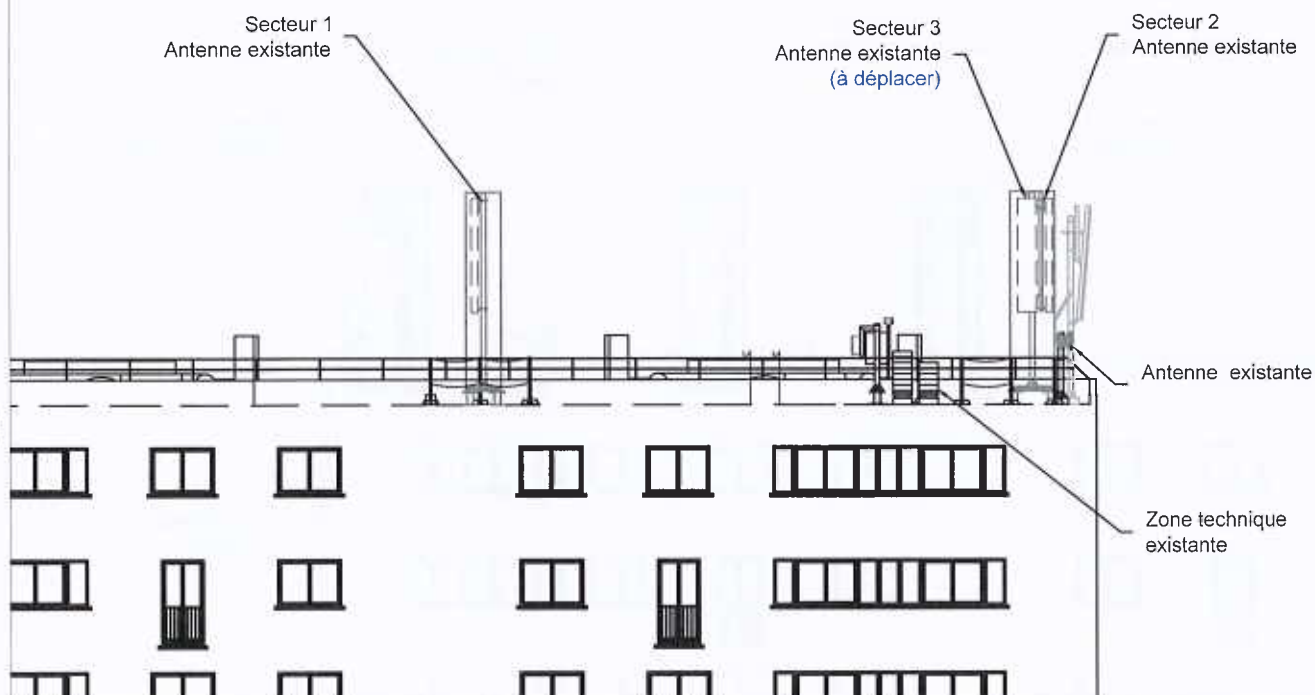 Secteur 1
Antenne existante
Secteur 3
Antenne existante
(à déplacer)
Secteur 2
Antenne existante
Antenne existante
Zone technique
existante